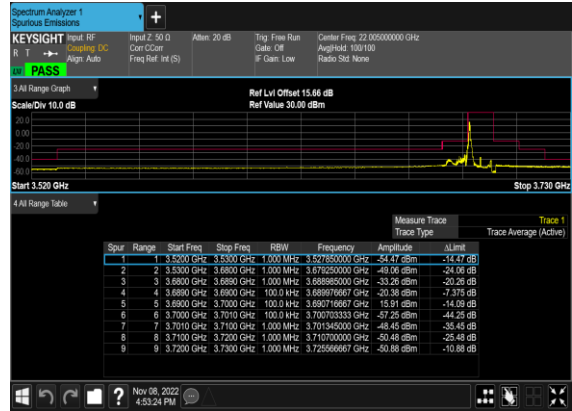 Spectrum Analyzer 1
Spurious Emissions
+
KEYSIGHT Input: RF Input Z: 50 Ω Atten: 20 dB Trig: Free Run Center Freq: 22.005000000 GHz
R T Coupling: DC Corr CCorr Gate: Off Avg|Hold: 100/100
Align: Auto Freq Ref: Int (S) IF Gain: Low Radio Std: None
PASS
3 All Range Graph
Ref Lvl Offset 15.66 dB
Scale/Div 10.0 dB Ref Value 30.00 dBm
20.0
0.00
-20.0
-40.0
-60.0
Start 3.520 GHz Stop 3.730 GHz
4 All Range Table
Measure Trace Trace 1
Trace Type Trace Average (Active)
Spur Range Start Freq Stop Freq RBW Frequency Amplitude ΔLimit
1 1 3.5200 GHz 3.5300 GHz 1.000 MHz 3.527850000 GHz -54.47 dBm -14.47 dB
2 2 3.5300 GHz 3.6800 GHz 1.000 MHz 3.679250000 GHz -49.06 dBm -24.06 dB
3 3 3.6800 GHz 3.6890 GHz 1.000 MHz 3.688985000 GHz -33.26 dBm -20.26 dB
4 4 3.6890 GHz 3.6900 GHz 100.0 kHz 3.689976667 GHz -20.38 dBm -7.375 dB
5 5 3.6900 GHz 3.7000 GHz 100.0 kHz 3.690716667 GHz 15.91 dBm -14.09 dB
6 6 3.7000 GHz 3.7010 GHz 100.0 kHz 3.700703333 GHz -57.25 dBm -44.25 dB
7 7 3.7010 GHz 3.7100 GHz 1.000 MHz 3.701345000 GHz -48.45 dBm -35.45 dB
8 8 3.7100 GHz 3.7200 GHz 1.000 MHz 3.710700000 GHz -50.48 dBm -25.48 dB
9 9 3.7200 GHz 3.7300 GHz 1.000 MHz 3.725566667 GHz -50.88 dBm -10.88 dB
?
Nov 08, 2022
4:53:24 PM